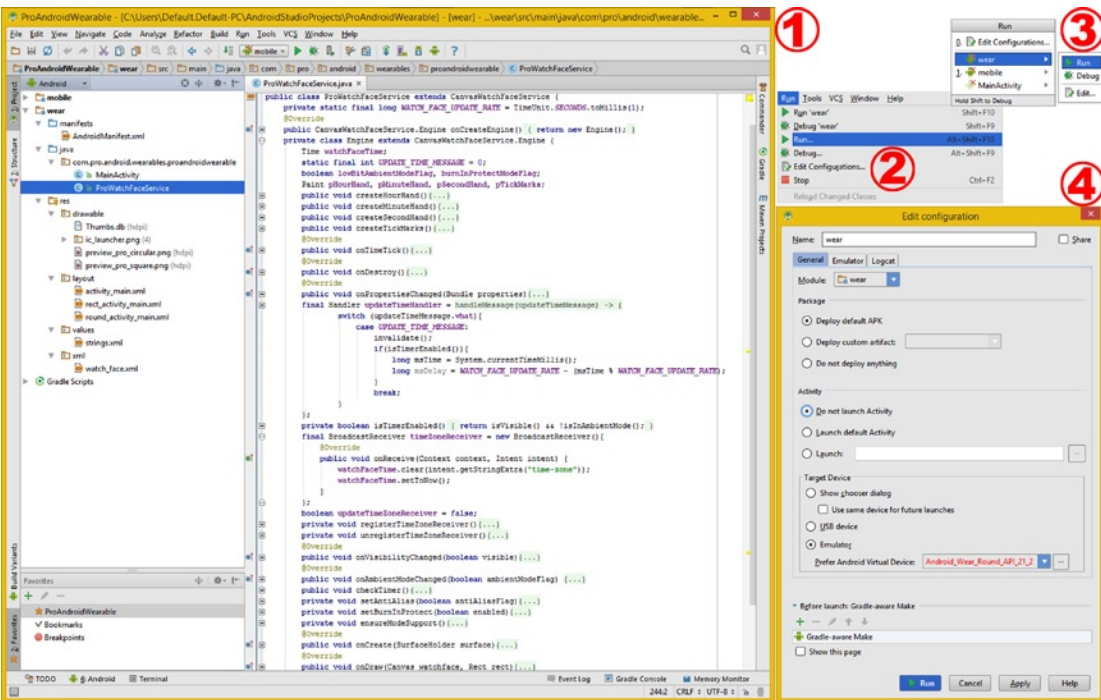 ProAndroidWearable - [C:\Users\Default.Default-PC\AndroidStudioProjects\ProAndroidWearable] - [wear] - ...\wear\src\main\java\com\pro\android\wearable...
File Edit View Navigate Code Analyze Refactor Build Run Tools VCS Window Help
mobile
ProAndroidWearable wear src main java com pro android wearables proandroidwearable ProWatchFaceService
Android
ProWatchFaceService.java
1: Project
Z: Structure
Build Variants
2: Favorites
mobile
wear
manifests
AndroidManifest.xml
java
com.pro.android.wearables.proandroidwearable
MainActivity
ProWatchFaceService
res
drawable
Thumbs.db (hdpi)
ic_launcher.png (4)
preview_pro_circular.png (hdpi)
preview_pro_square.png (hdpi)
layout
activity_main.xml
rect_activity_main.xml
round_activity_main.xml
values
strings.xml
xml
watch_face.xml
Gradle Scripts
Favorites
ProAndroidWearable
Bookmarks
Breakpoints
public class ProWatchFaceService extends CanvasWatchFaceService{
private static final long WATCH_FACE_UPDATE_RATE = TimeUnit.SECONDS.toMillis(1);
@Override
public CanvasWatchFaceService.Engine onCreateEngine() { return new Engine(); }
private class Engine extends CanvasWatchFaceService.Engine {
Time watchFaceTime;
static final int UPDATE_TIME_MESSAGE = 0;
boolean lowBitAmbientModeFlag, burnInProtectModeFlag;
Paint pHourHand, pMinuteHand, pSecondHand, pTickMarks;
public void createHourHand(){...}
public void createMinuteHand(){...}
public void createSecondHand(){...}
public void createTickMarks(){...}
@Override
public void onTimeTick(){...}
@Override
public void onDestroy(){...}
@Override
public void onPropertiesChanged(Bundle properties){...}
final Handler updateTimeHandler = handleMessage(updateTimeMessage) -> {
switch (updateTimeMessage.what){
case UPDATE_TIME_MESSAGE:
invalidate();
if(isTimerEnabled()){
long msTime = System.currentTimeMillis();
long msDelay = WATCH_FACE_UPDATE_RATE - (msTime % WATCH_FACE_UPDATE_RATE);
}
break;
}
};
private boolean isTimerEnabled() { return isVisible() && !isInAmbientMode(); }
final BroadcastReceiver timeZoneReceiver = new BroadcastReceiver(){
@Override
public void onReceive(Context context, Intent intent) {
watchFaceTime.clear(intent.getStringExtra("time-zone"));
watchFaceTime.setToNow();
}
};
boolean updateTimeZoneReceiver = false;
private void registerTimeZoneReceiver(){...}
private void unregisterTimeZoneReceiver(){...}
@Override
public void onVisibilityChanged(boolean visible){...}
@Override
public void onAmbientModeChanged(boolean ambientModeFlag) {...}
public void checkTimer(){...}
private void setAntiAlias(boolean antiAliasFlag){...}
private void setBurnInProtect(boolean enabled){...}
private void ensureModeSupport(){...}
@Override
public void onCreate(SurfaceHolder surface){...}
@Override
public void onDraw(Canvas watchface, Rect rect){...}
Commander
Gradle
Maven Projects
TODO 6: Android Terminal Event Log Gradle Console Memory Monitor
244:2 CRLF UTF-8
1
Run
0. Edit Configurations...
wear
1. mobile
MainActivity
Hold Shift to Debug
Run
Debug
Edit...
3
Run Tools VCS Window Help
Run 'wear' Shift+F10
Debug 'wear' Shift+F9
Run... Alt+Shift+F10
Debug... Alt+Shift+F9
Edit Configurations...
Stop Ctrl+F2
Reload Changed Classes
2
4
Edit configuration
Name: wear Share
General Emulator Logcat
Module: wear
Package
Deploy default APK
Deploy custom artifact:
Do not deploy anything
Activity
Do not launch Activity
Launch default Activity
Launch:
Target Device
Show chooser dialog
Use same device for future launches
USB device
Emulator
Prefer Android Virtual Device: Android_Wear_Round_API_21_2
Before launch: Gradle-aware Make
Gradle-aware Make
Show this page
Run Cancel Apply Help